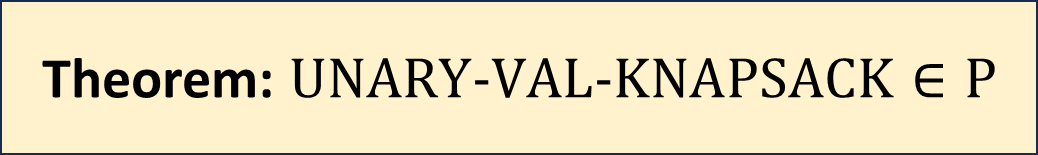 Theorem: UNARY-VAL-KNAPSACK ∈ P